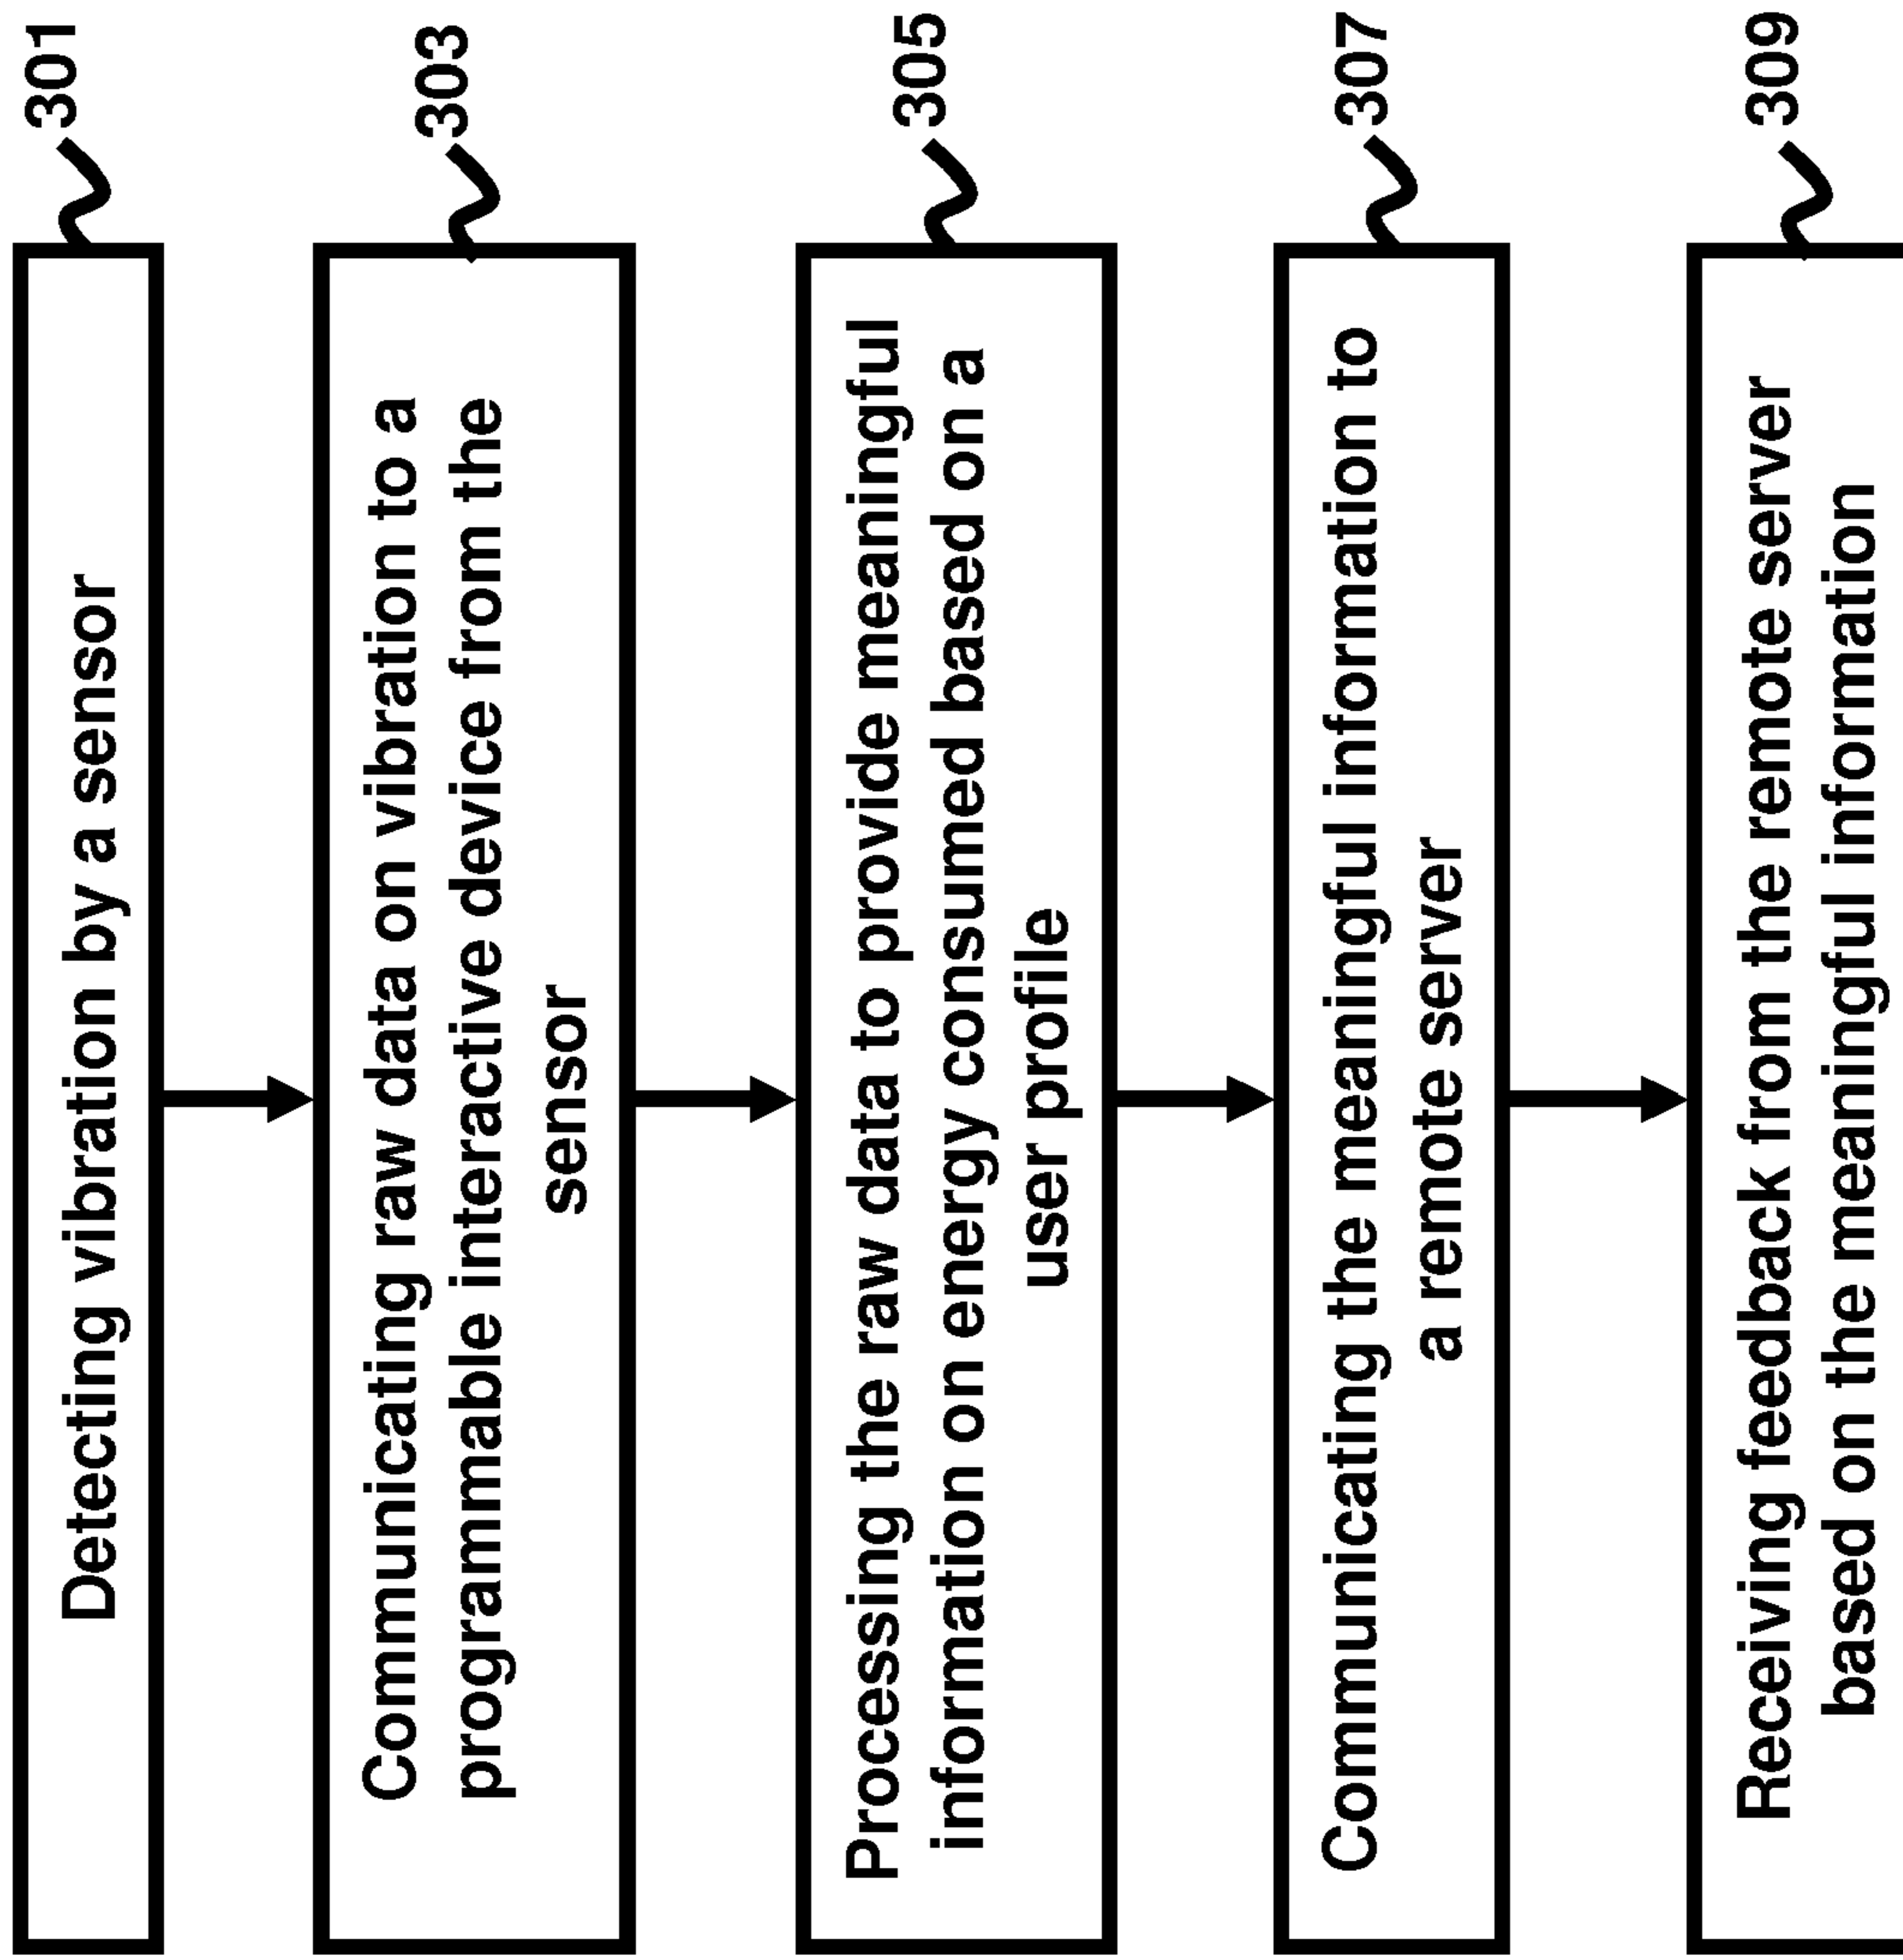 Detecting vibration by a sensor
301
Communicating raw data on vibration to a
programmable interactive device from the
sensor
303
Processing the raw data to provide meaningful
information on energy consumed based on a
user profile
305
Communicating the meaningful information to
a remote server
307
Receiving feedback from the remote server
based on the meaningful information
309